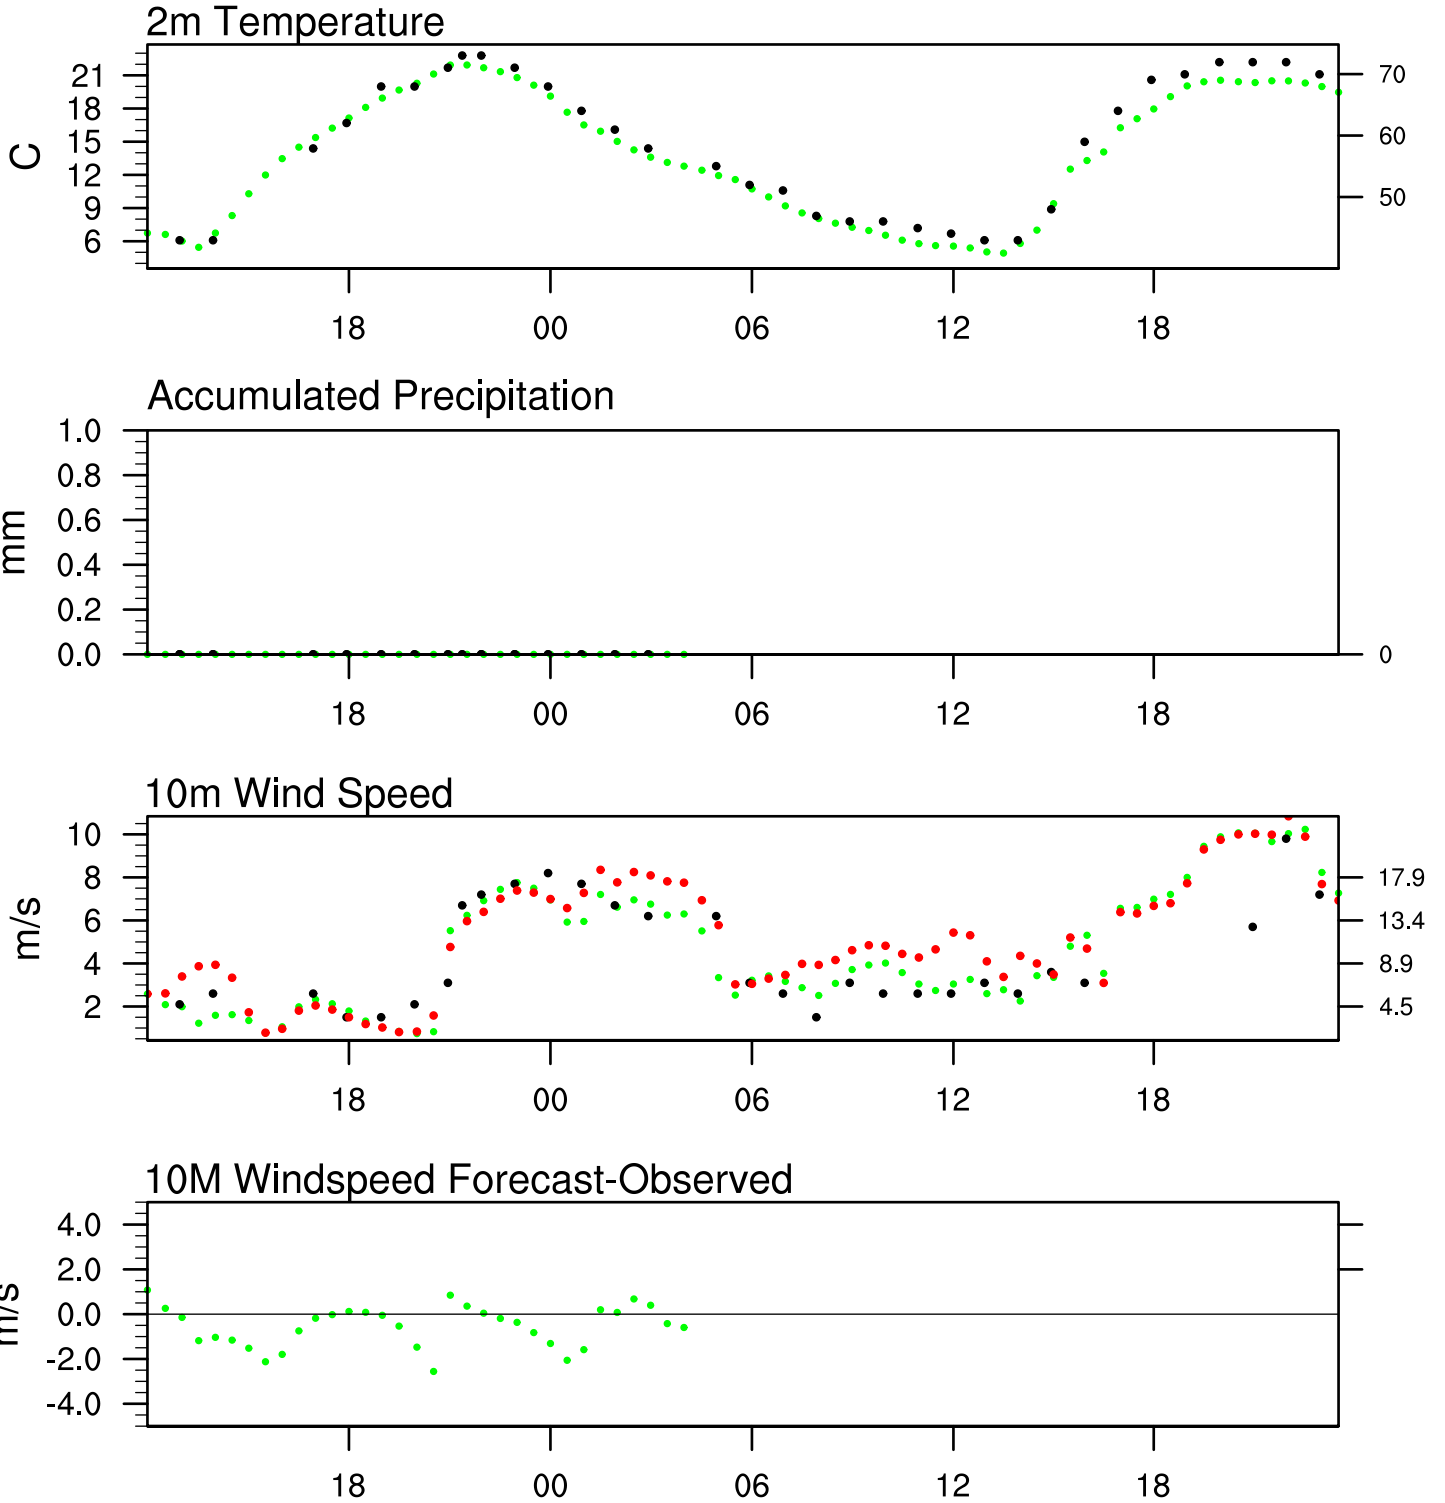 2m Temperature
21
18
15
12
9
6
C
70
60
50
18 00 06 12 18
Accumulated Precipitation
1.0
0.8
0.6
0.4
0.2
0.0
mm
0
18 00 06 12 18
10m Wind Speed
10
8
6
4
2
m/s
17.9
13.4
8.9
4.5
18 00 06 12 18
10M Windspeed Forecast-Observed
4.0
2.0
0.0
-2.0
-4.0
m/s
18 00 06 12 18